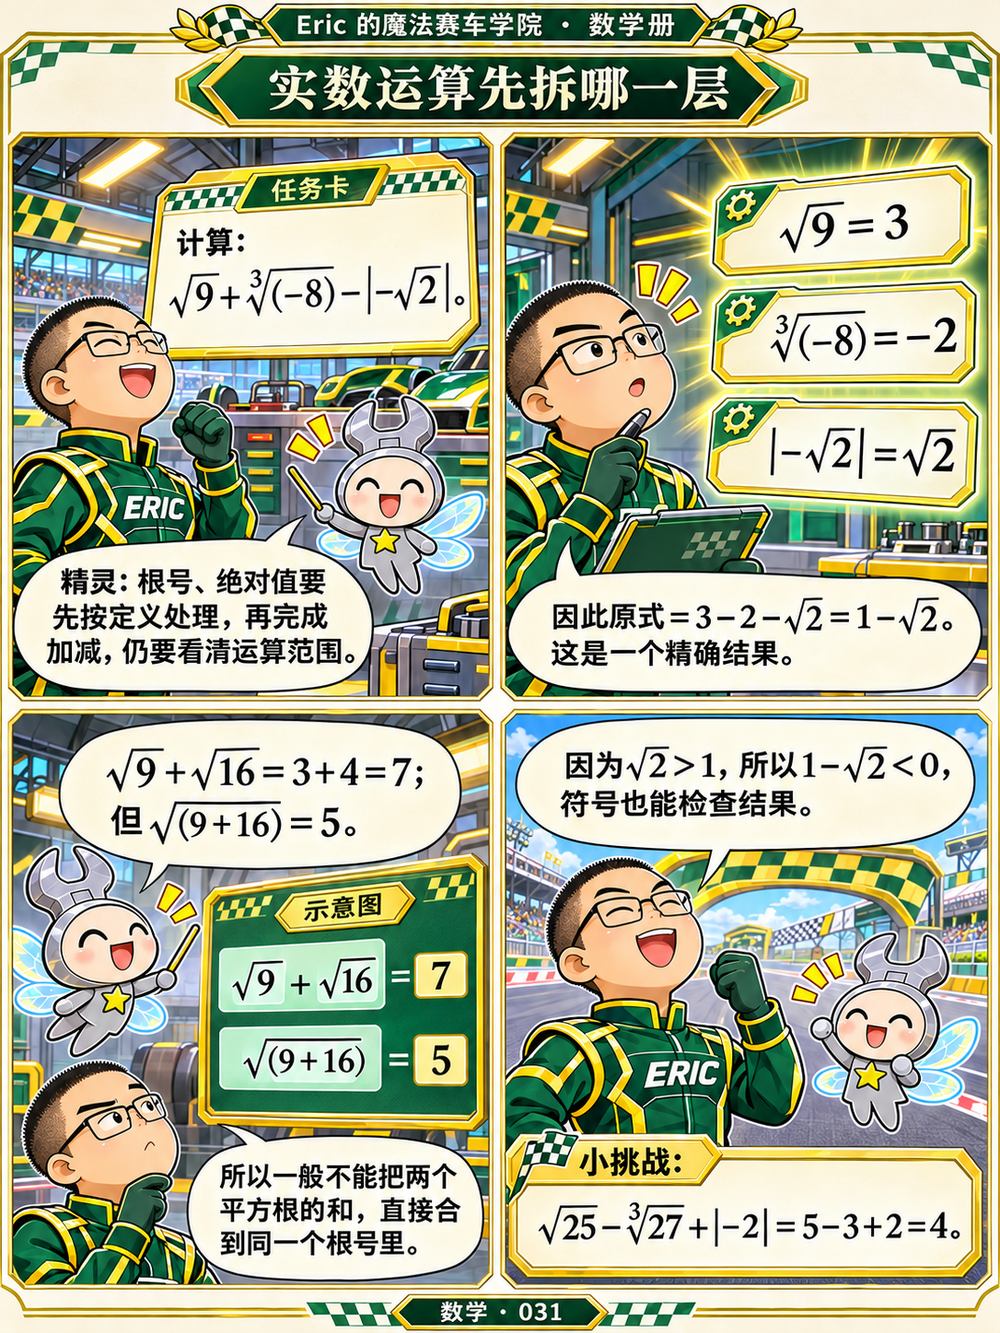 Eric 的魔法赛车学院 · 数学册
实数运算先拆哪一层
任务卡
计算：
√9+∛(−8)−|−√2|。
ERIC
精灵：根号、绝对值要
先按定义处理，再完成
加减，仍要看清运算范围。
√9=3
∛(−8)=−2
|−√2|=√2
因此原式=3−2−√2=1−√2。
这是一个精确结果。
√9+√16=3+4=7；
但√(9+16)=5。
示意图
√9+√16=7
√(9+16)=5
所以一般不能把两个
平方根的和，直接合
到同一个根号里。
因为√2>1，所以1−√2<0，
符号也能检查结果。
ERIC
小挑战：
√25−∛27+|−2|=5−3+2=4。
数学 · 031